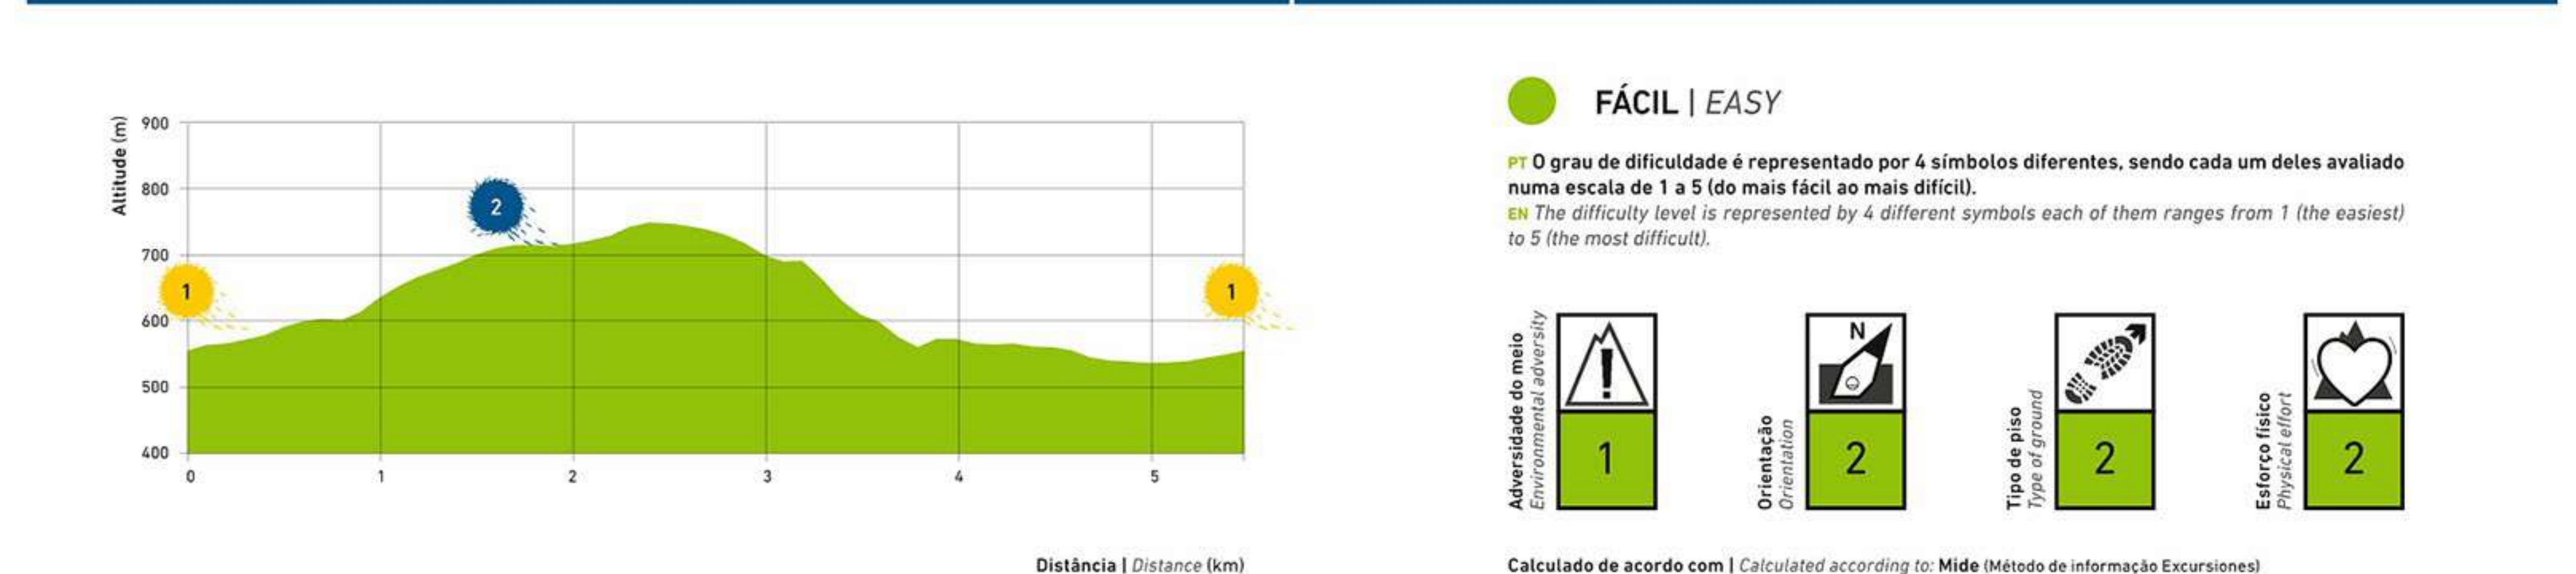 Altitude (m)
900
800
700
600
500
400
1
2
1
0 1 2 3 4 5
Distância | Distance (km)
FÁCIL | EASY
PT O grau de dificuldade é representado por 4 símbolos diferentes, sendo cada um deles avaliado
numa escala de 1 a 5 (do mais fácil ao mais difícil).
EN The difficulty level is represented by 4 different symbols each of them ranges from 1 (the easiest)
to 5 (the most difficult).
Adversidade do meio
Environmental adversity
1
Orientação
Orientation
N
2
Tipo de piso
Type of ground
2
Esforço físico
Physical effort
2
Calculado de acordo com | Calculated according to: Mide (Método de informação Excursiones)